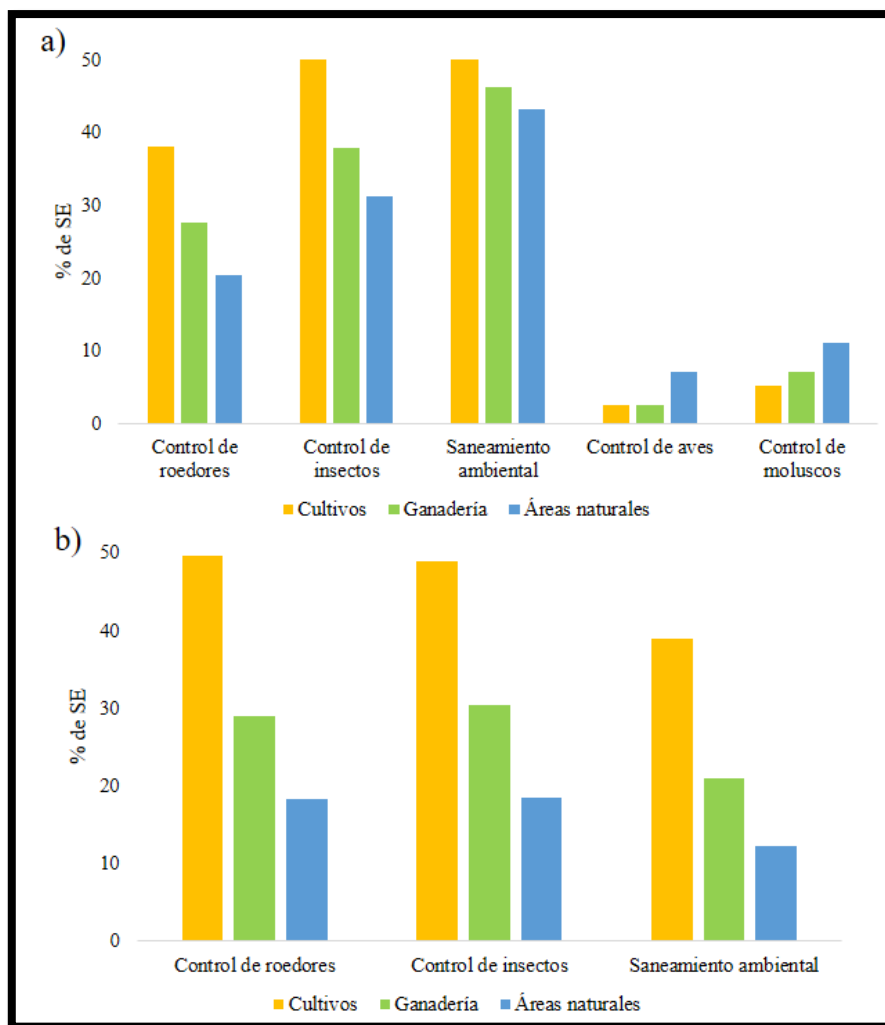 a)
50
40
30
20
10
0
% de SE
Control de roedores
Control de insectos
Saneamiento ambiental
Control de aves
Control de moluscos
Cultivos Ganadería Áreas naturales
b)
50
40
30
20
10
0
% de SE
Control de roedores
Control de insectos
Saneamiento ambiental
Cultivos Ganadería Áreas naturales